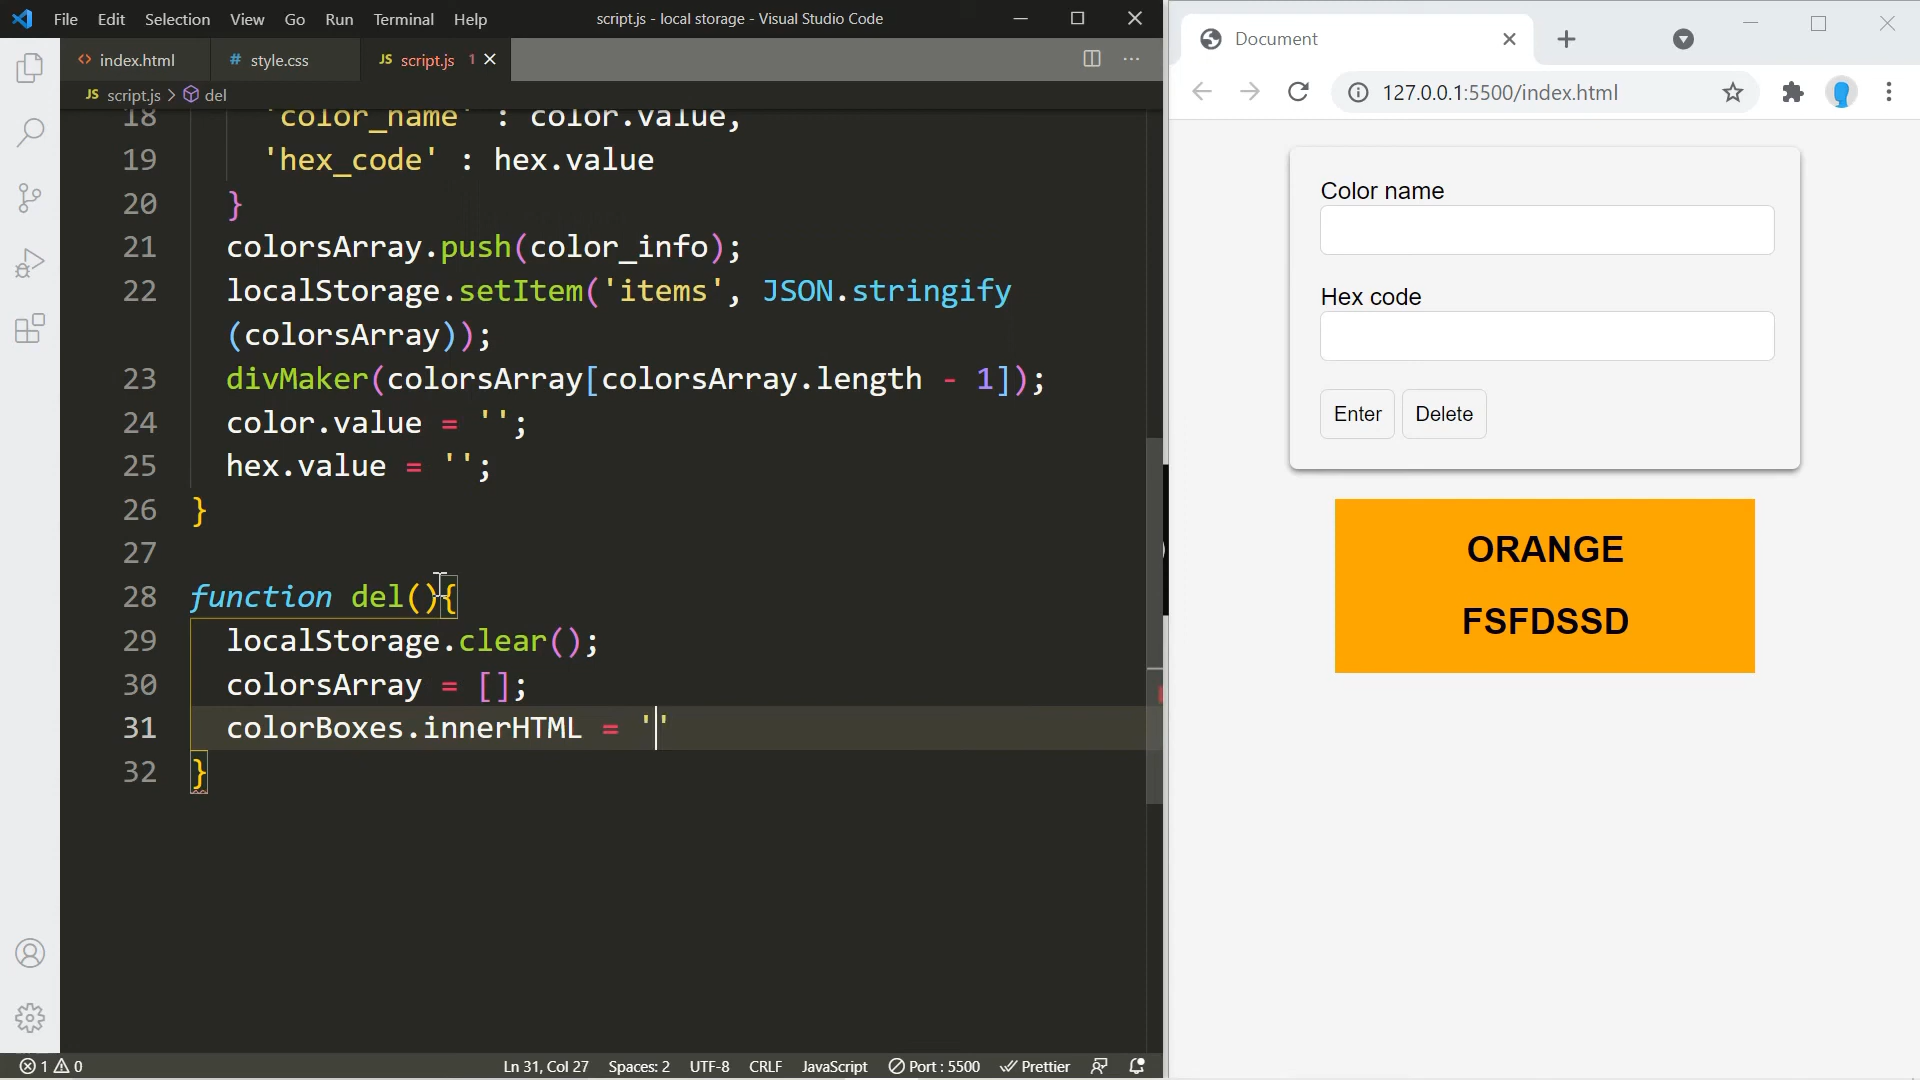 File Edit Selection View Go Run Terminal Help script.js - local storage - Visual Studio Code
<> index.html # style.css JS script.js 1
JS script.js > del
18 'color_name' : color.value,
19 'hex_code' : hex.value
20 }
21 colorsArray.push(color_info);
22 localStorage.setItem('items', JSON.stringify
(colorsArray));
23 divMaker(colorsArray[colorsArray.length - 1]);
24 color.value = '';
25 hex.value = '';
26 }
27
28 function del(){
29 localStorage.clear();
30 colorsArray = [];
31 colorBoxes.innerHTML = ''
32 }
1 0 Ln 31, Col 27 Spaces: 2 UTF-8 CRLF JavaScript Port : 5500 Prettier
Document
127.0.0.1:5500/index.html
Color name
Hex code
Enter Delete
ORANGE
FSFDSSD